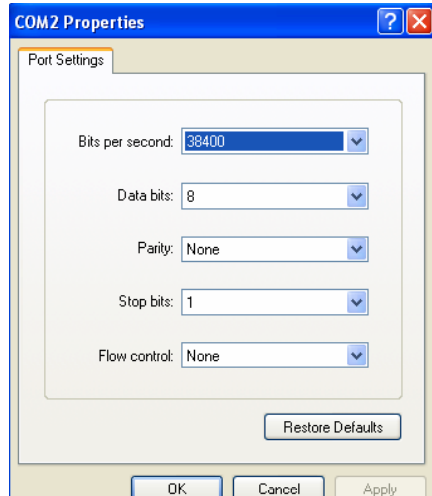 COM2 Properties
Port Settings
Bits per second: 38400
Data bits: 8
Parity: None
Stop bits: 1
Flow control: None
Restore Defaults
OK Cancel Apply